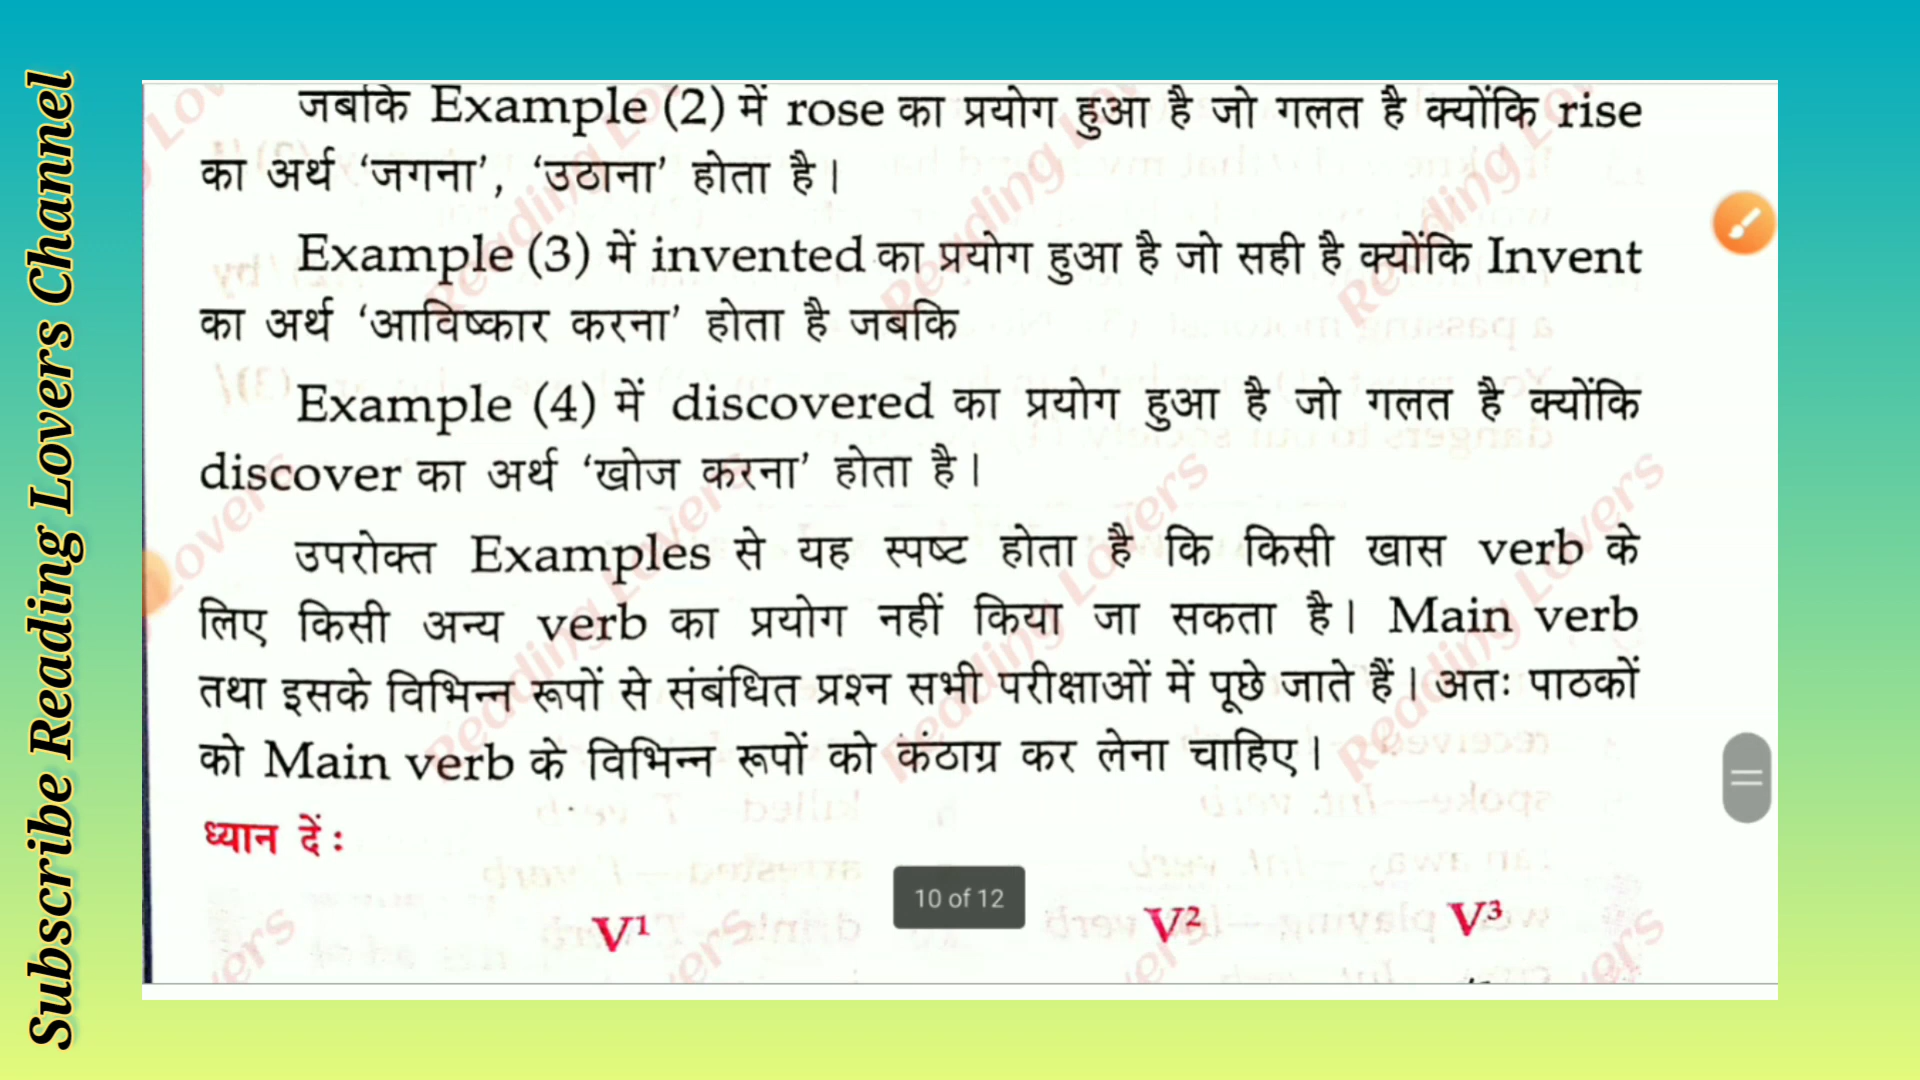 Subscribe Reading Lovers Channel
जबकि Example (2) में rose का प्रयोग हुआ है जो गलत है क्योंकि rise
का अर्थ ‘जगना’, ‘उठाना’ होता है।
Example (3) में invented का प्रयोग हुआ है जो सही है क्योंकि Invent
का अर्थ ‘आविष्कार करना’ होता है जबकि
Example (4) में discovered का प्रयोग हुआ है जो गलत है क्योंकि
discover का अर्थ ‘खोज करना’ होता है।
उपरोक्त Examples से यह स्पष्ट होता है कि किसी खास verb के
लिए किसी अन्य verb का प्रयोग नहीं किया जा सकता है। Main verb
तथा इसके विभिन्न रूपों से संबंधित प्रश्न सभी परीक्षाओं में पूछे जाते हैं। अतः पाठकों
को Main verb के विभिन्न रूपों को कंठाग्र कर लेना चाहिए।
ध्यान दें :
10 of 12
V¹ V² V³
Reading Lovers